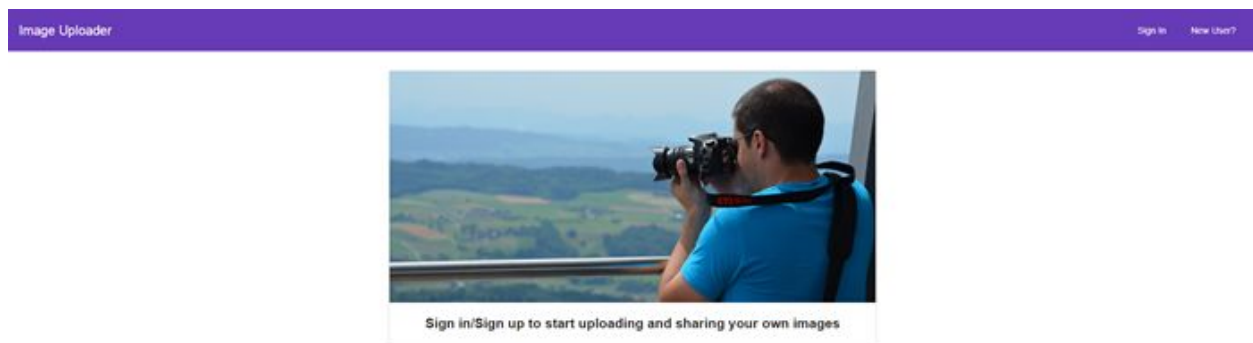 Image Uploader
Sign In
New User?
Sign in/Sign up to start uploading and sharing your own images